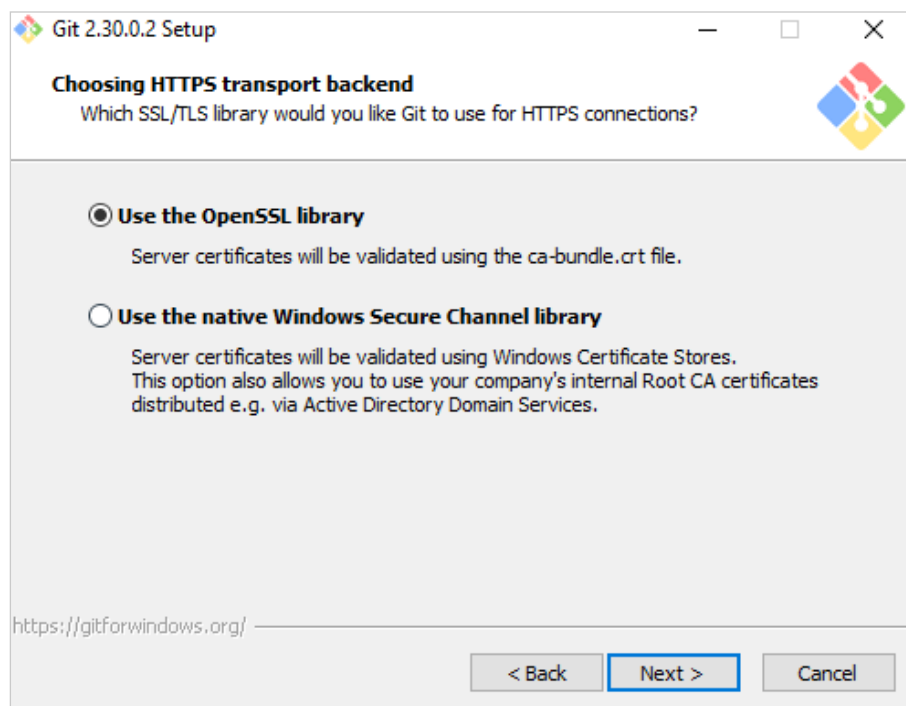 Git 2.30.0.2 Setup
Choosing HTTPS transport backend
Which SSL/TLS library would you like Git to use for HTTPS connections?
Use the OpenSSL library
Server certificates will be validated using the ca-bundle.crt file.
Use the native Windows Secure Channel library
Server certificates will be validated using Windows Certificate Stores.
This option also allows you to use your company's internal Root CA certificates
distributed e.g. via Active Directory Domain Services.
https://gitforwindows.org/
< Back Next > Cancel